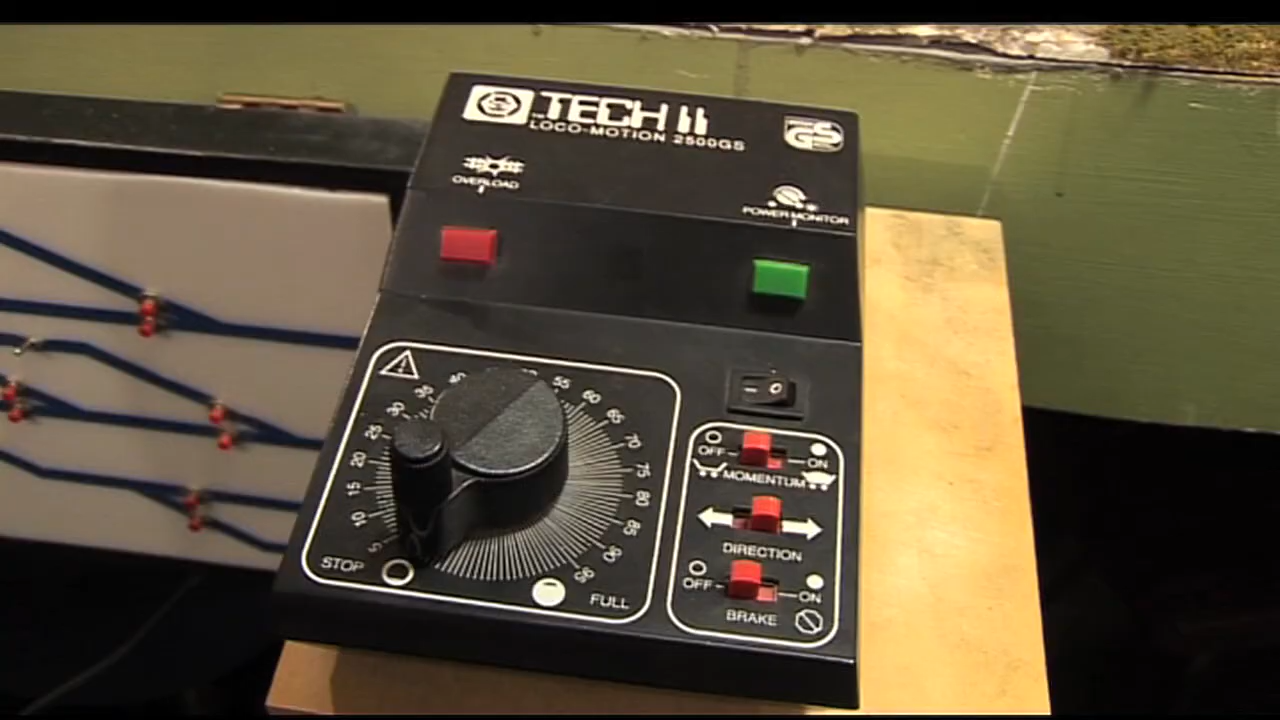 TECH II
LOCO-MOTION 2500GS
GS
OVERLOAD
POWER MONITOR
5
10
15
20
25
30
35
55
60
65
70
75
80
85
90
95
STOP
FULL
OFF
ON
MOMENTUM
DIRECTION
OFF
ON
BRAKE